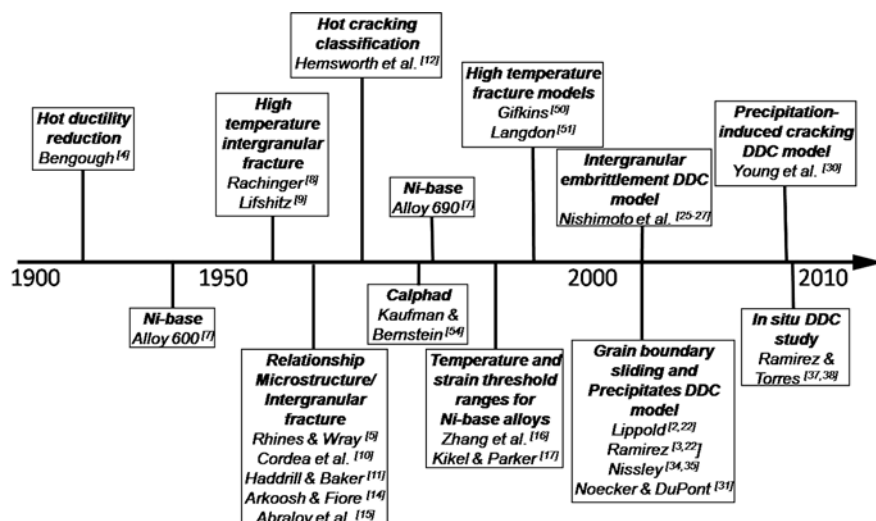 Hot cracking
classification
Hemsworth et al. [12]
High temperature
fracture models
Gifkins [50]
Langdon [51]
Hot ductility
reduction
Bengough [4]
High
temperature
intergranular
fracture
Rachinger [8]
Lifshitz [9]
Precipitation-
induced cracking
DDC model
Young et al. [30]
Intergranular
embrittlement DDC
model
Nishimoto et al. [25-27]
Ni-base
Alloy 690[7]
1900 1950 2000 2010
Ni-base
Alloy 600[7]
Calphad
Kaufman &
Bernstein [54]
In situ DDC
study
Ramirez &
Torres [37,38]
Relationship
Microstructure/
Intergranular
fracture
Rhines & Wray [5]
Cordea et al. [10]
Haddrill & Baker [11]
Arkoosh & Fiore [14]
Abralov et al. [15]
Temperature and
strain threshold
ranges for
Ni-base alloys
Zhang et al. [16]
Kikel & Parker [17]
Grain boundary
sliding and
Precipitates DDC
model
Lippold [2,22]
Ramirez [3,22]
Nissley [34,35]
Noecker & DuPont [31]